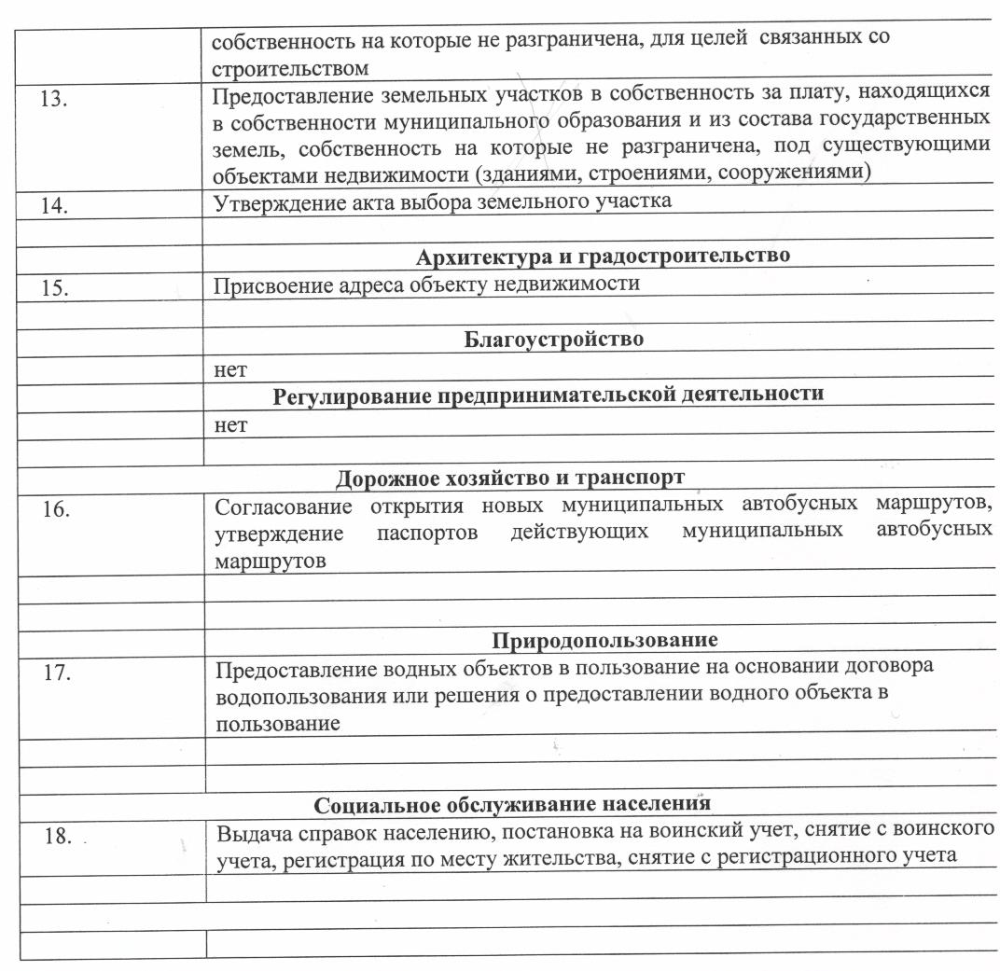 собственность на которые не разграничена, для целей связанных со
строительством
13.
Предоставление земельных участков в собственность за плату, находящихся
в собственности муниципального образования и из состава государственных
земель, собственность на которые не разграничена, под существующими
объектами недвижимости (зданиями, строениями, сооружениями)
14.
Утверждение акта выбора земельного участка
Архитектура и градостроительство
15.
Присвоение адреса объекту недвижимости
Благоустройство
нет
Регулирование предпринимательской деятельности
нет
Дорожное хозяйство и транспорт
16.
Согласование открытия новых муниципальных автобусных маршрутов,
утверждение паспортов действующих муниципальных автобусных
маршрутов
Природопользование
17.
Предоставление водных объектов в пользование на основании договора
водопользования или решения о предоставлении водного объекта в
пользование
Социальное обслуживание населения
18.
Выдача справок населению, постановка на воинский учет, снятие с воинского
учета, регистрация по месту жительства, снятие с регистрационного учета